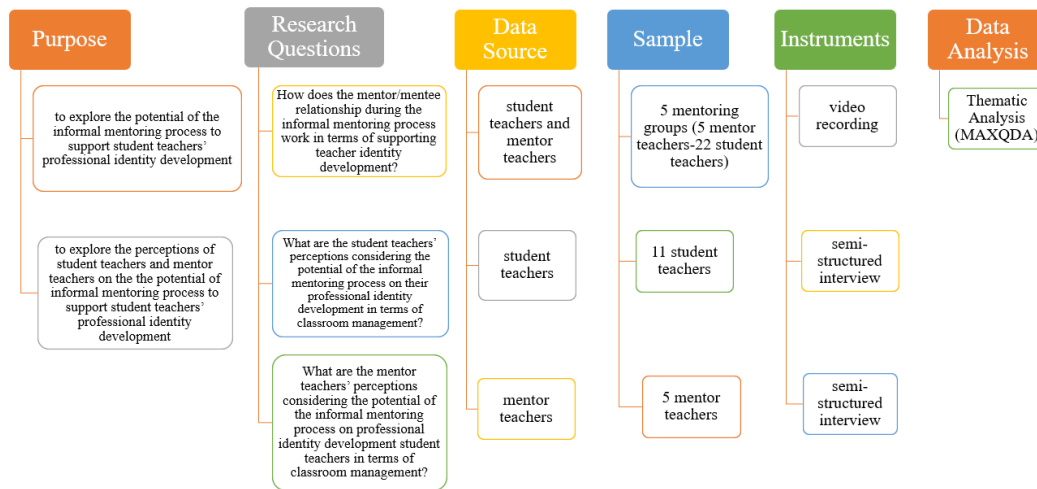 Purpose
to explore the potential of the
informal mentoring process to
support student teachers'
professional identity development
to explore the perceptions of
student teachers and mentor
teachers on the the potential of
informal mentoring process to
support student teachers'
professional identity
development
Research
Questions
How does the mentor/mentee
relationship during the
informal mentoring process
work in terms of supporting
teacher identity
development?
What are the student teachers'
perceptions considering the
potential of the informal
mentoring process on their
professional identity
development in terms of
classroom management?
What are the mentor
teachers' perceptions
considering the potential of
the informal mentoring
process on professional
identity development student
teachers in terms of
classroom management?
Data
Source
student
teachers and
mentor
teachers
student
teachers
mentor
teachers
Sample
5 mentoring
groups (5 mentor
teachers-22 student
teachers)
11 student
teachers
5 mentor
teachers
Instruments
video
recording
semi-
structured
interview
semi-
structured
interview
Data
Analysis
Thematic
Analysis
(MAXQDA)